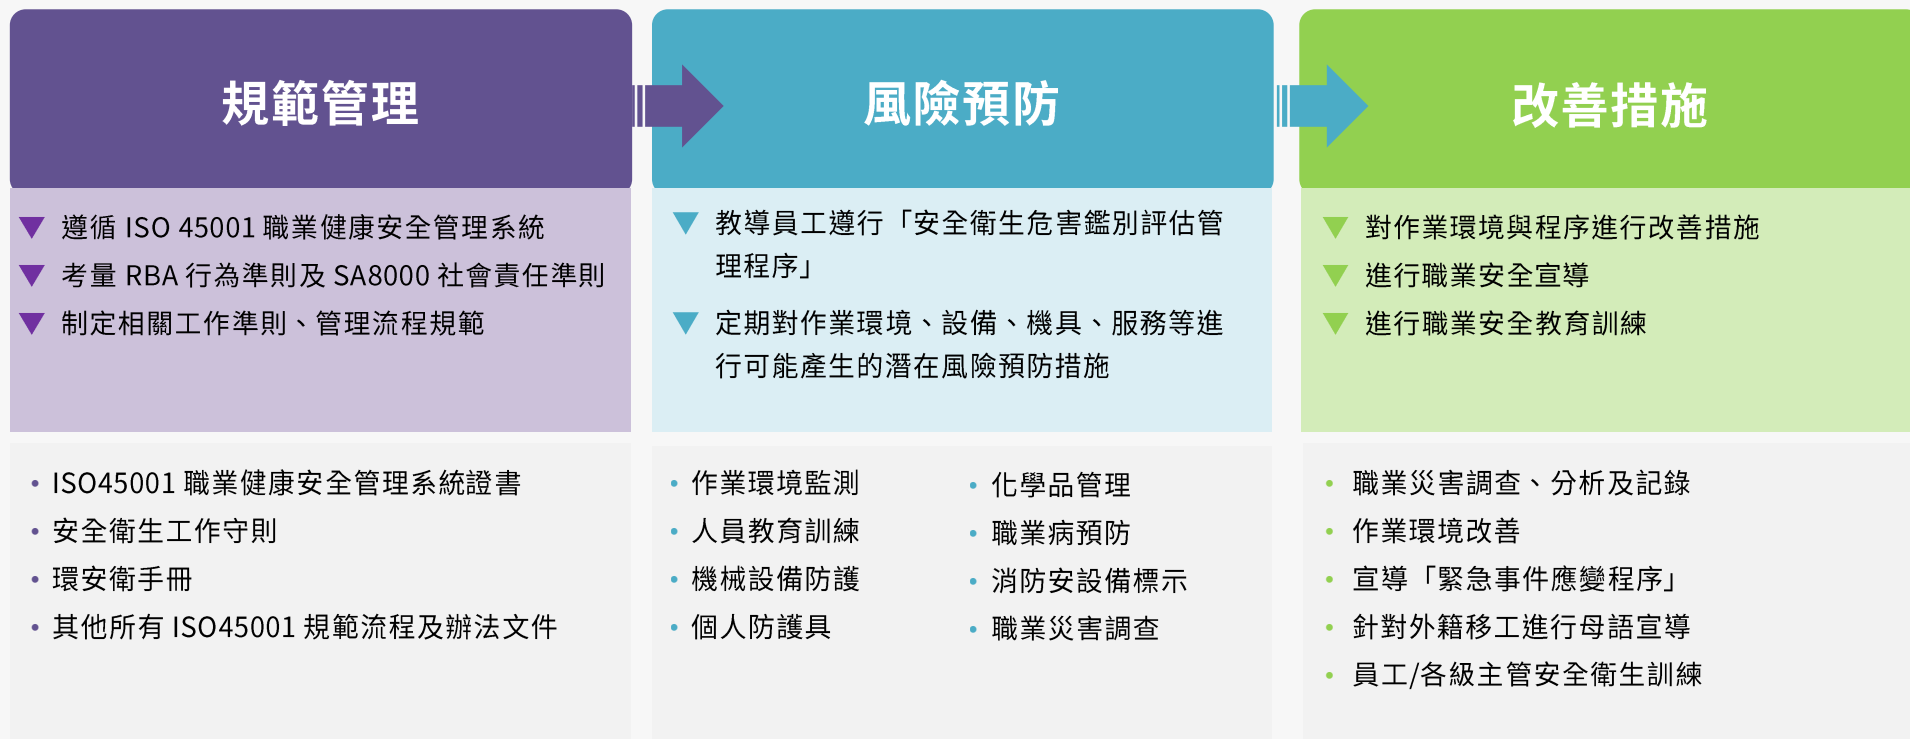 規範管理
遵循 ISO 45001 職業健康安全管理系統
考量 RBA 行為準則及 SA8000 社會責任準則
制定相關工作準則、管理流程規範
• ISO45001 職業健康安全管理系統證書
• 安全衛生工作守則
• 環安衛手冊
• 其他所有 ISO45001 規範流程及辦法文件
風險預防
教導員工遵行「安全衛生危害鑑別評估管
理程序」
定期對作業環境、設備、機具、服務等進
行可能產生的潛在風險預防措施
• 作業環境監測
• 人員教育訓練
• 機械設備防護
• 個人防護具
• 化學品管理
• 職業病預防
• 消防安設備標示
• 職業災害調查
改善措施
對作業環境與程序進行改善措施
進行職業安全宣導
進行職業安全教育訓練
• 職業災害調查、分析及記錄
• 作業環境改善
• 宣導「緊急事件應變程序」
• 針對外籍移工進行母語宣導
• 員工/各級主管安全衛生訓練